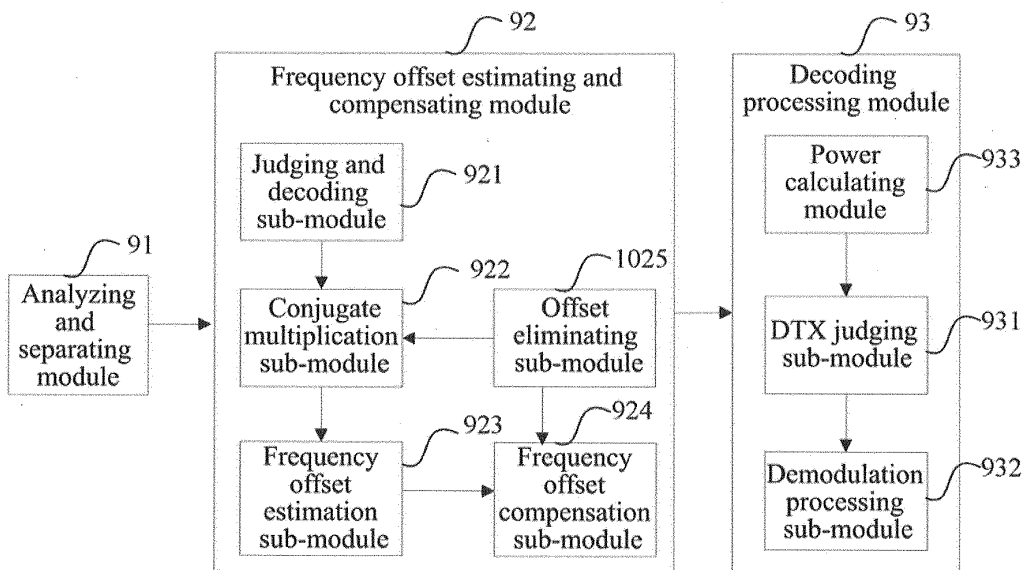 92
93
Frequency offset estimating and
compensating module
Decoding
processing module
Judging and
decoding
sub-module
921
Power
calculating
module
933
91
Analyzing
and
separating
module
922
Conjugate
multiplication
sub-module
1025
Offset
eliminating
sub-module
DTX judging
sub-module
931
923
Frequency
offset
estimation
sub-module
924
Frequency
offset
compensation
sub-module
Demodulation
processing
sub-module
932